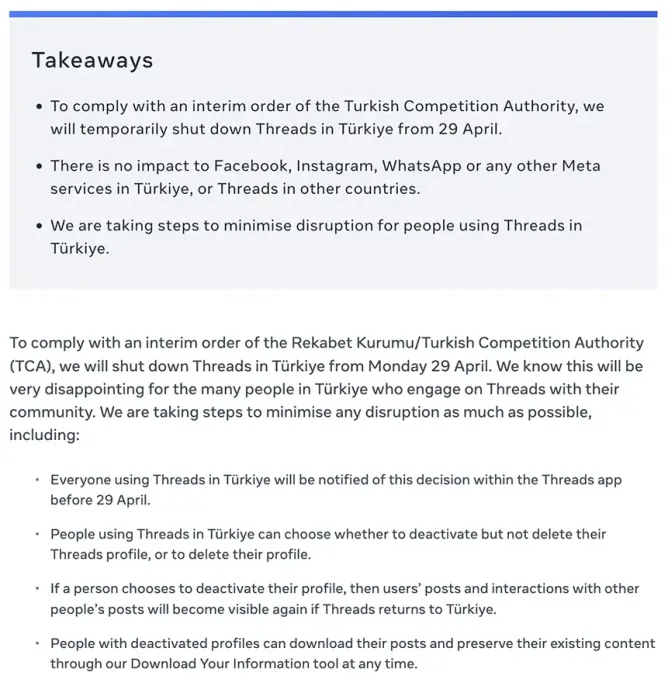 Takeaways
• To comply with an interim order of the Turkish Competition Authority, we
will temporarily shut down Threads in Türkiye from 29 April.
• There is no impact to Facebook, Instagram, WhatsApp or any other Meta
services in Türkiye, or Threads in other countries.
• We are taking steps to minimise disruption for people using Threads in
Türkiye.
To comply with an interim order of the Rekabet Kurumu/Turkish Competition Authority
(TCA), we will shut down Threads in Türkiye from Monday 29 April. We know this will be
very disappointing for the many people in Türkiye who engage on Threads with their
community. We are taking steps to minimise any disruption as much as possible,
including:
• Everyone using Threads in Türkiye will be notified of this decision within the Threads app
before 29 April.
• People using Threads in Türkiye can choose whether to deactivate but not delete their
Threads profile, or to delete their profile.
• If a person chooses to deactivate their profile, then users’ posts and interactions with other
people’s posts will become visible again if Threads returns to Türkiye.
• People with deactivated profiles can download their posts and preserve their existing content
through our Download Your Information tool at any time.